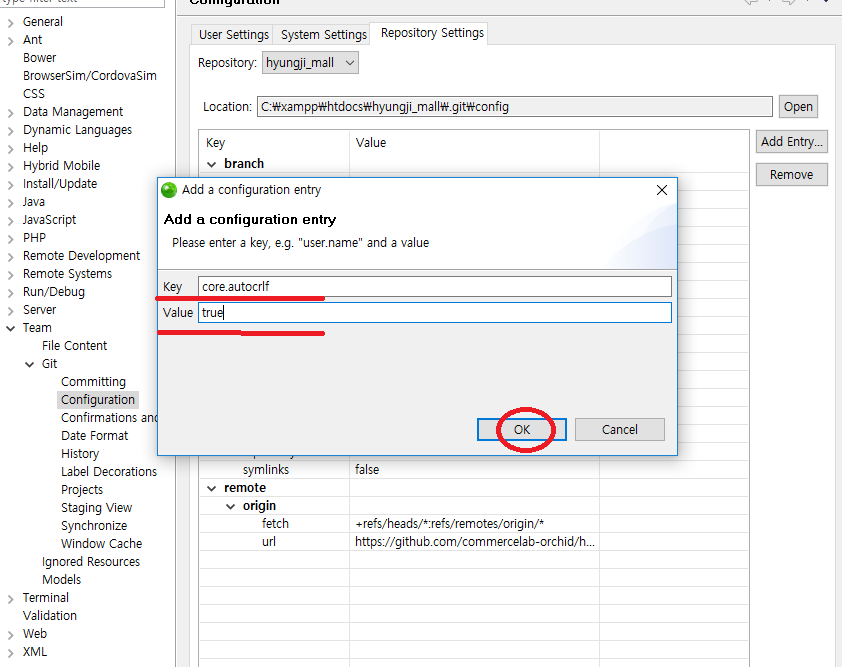 type filter text
General
Ant
Bower
BrowserSim/CordovaSim
CSS
Data Management
Dynamic Languages
Help
Hybrid Mobile
Install/Update
Java
JavaScript
PHP
Remote Development
Remote Systems
Run/Debug
Server
Team
File Content
Git
Committing
Configuration
Confirmations and
Date Format
History
Label Decorations
Projects
Staging View
Synchronize
Window Cache
Ignored Resources
Models
Terminal
Validation
Web
XML
Configuration
User Settings System Settings Repository Settings
Repository: hyungji_mall
Location: C:₩xampp₩htdocs₩hyungji_mall₩.git₩config Open
Key Value Add Entry...
branch
Remove
Add a configuration entry
Add a configuration entry
Please enter a key, e.g. "user.name" and a value
Key core.autocrlf
Value true
OK Cancel
symlinks false
remote
origin
fetch +refs/heads/*:refs/remotes/origin/*
url https://github.com/commercelab-orchid/h...